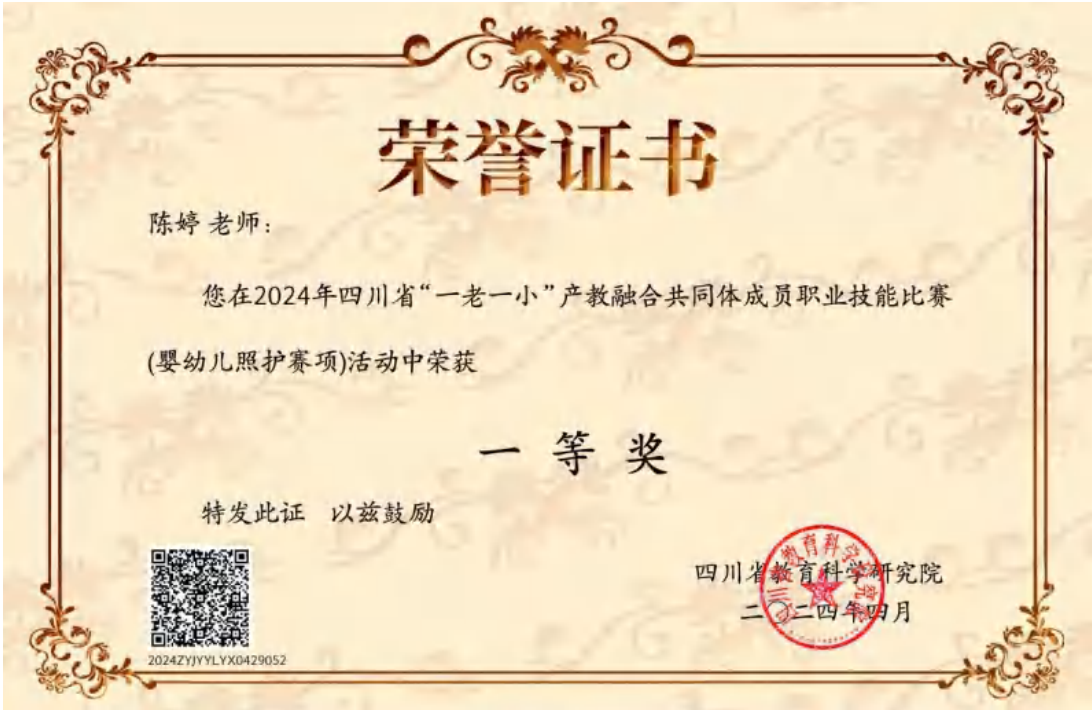 荣誉证书
陈婷 老师：
您在2024年四川省“一老一小”产教融合共同体成员职业技能比赛
(婴幼儿照护赛项)活动中荣获
一 等 奖
特发此证 以兹鼓励
四川省教育科学研究院
二〇二四年四月
2024ZYJYYLYX0429052